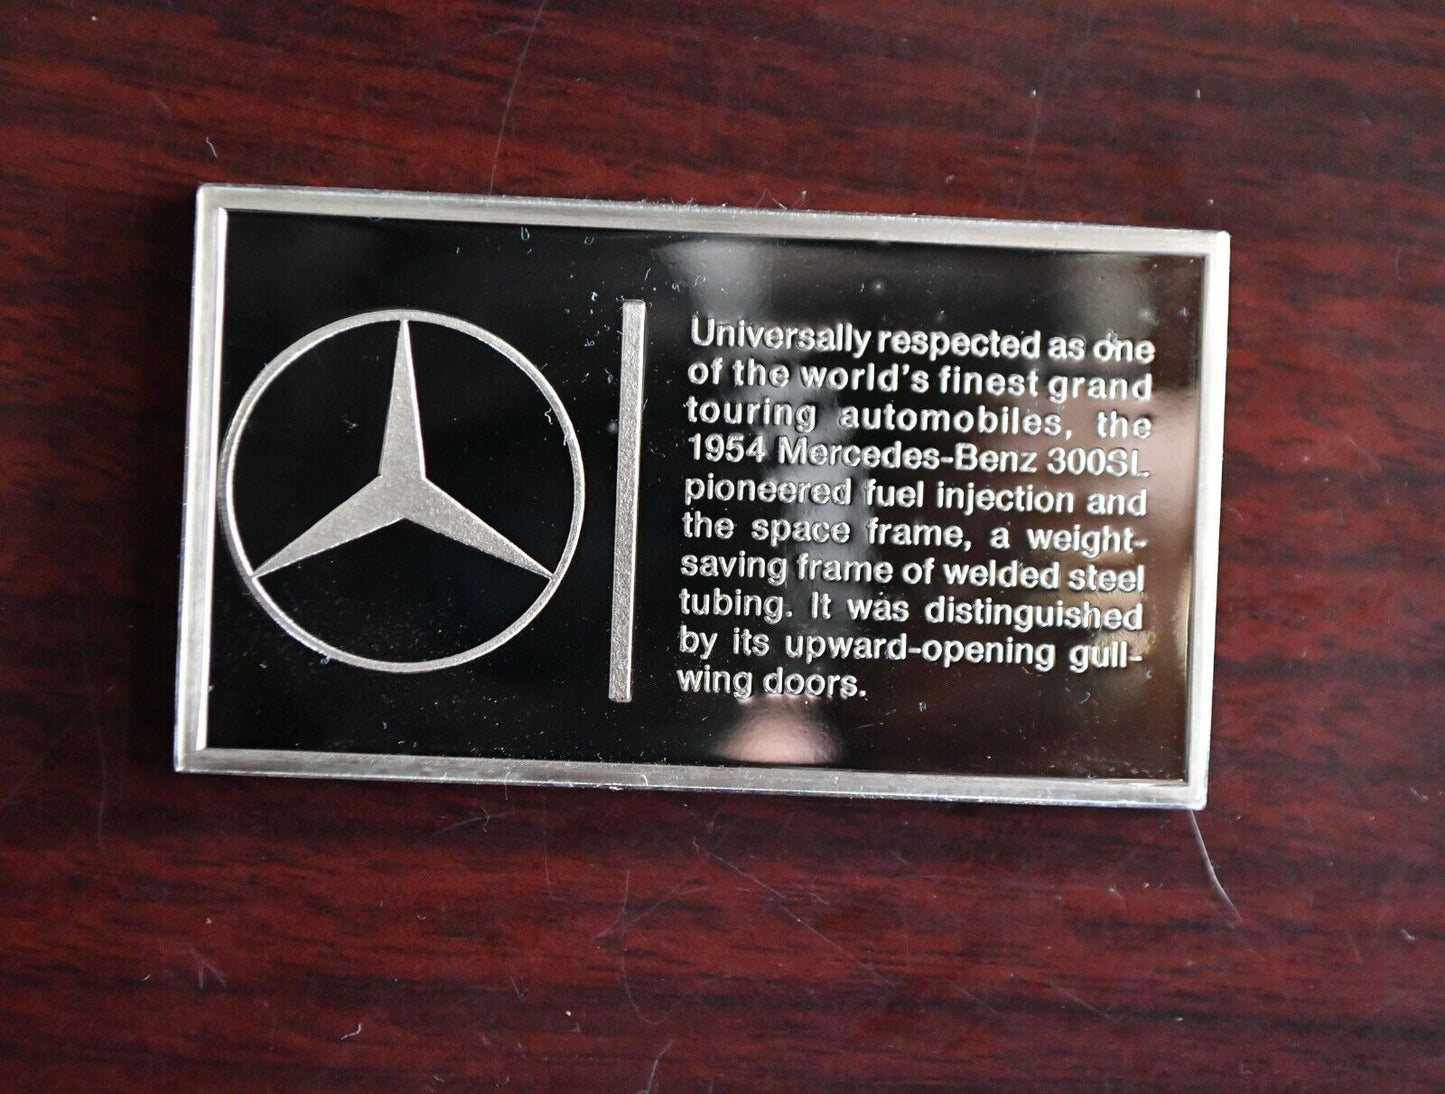 Universally respected as one
of the world's finest grand
touring automobiles, the
1954 Mercedes-Benz 300SL
pioneered fuel injection and
the space frame, a weight-
saving frame of welded steel
tubing. It was distinguished
by its upward-opening gull-
wing doors.